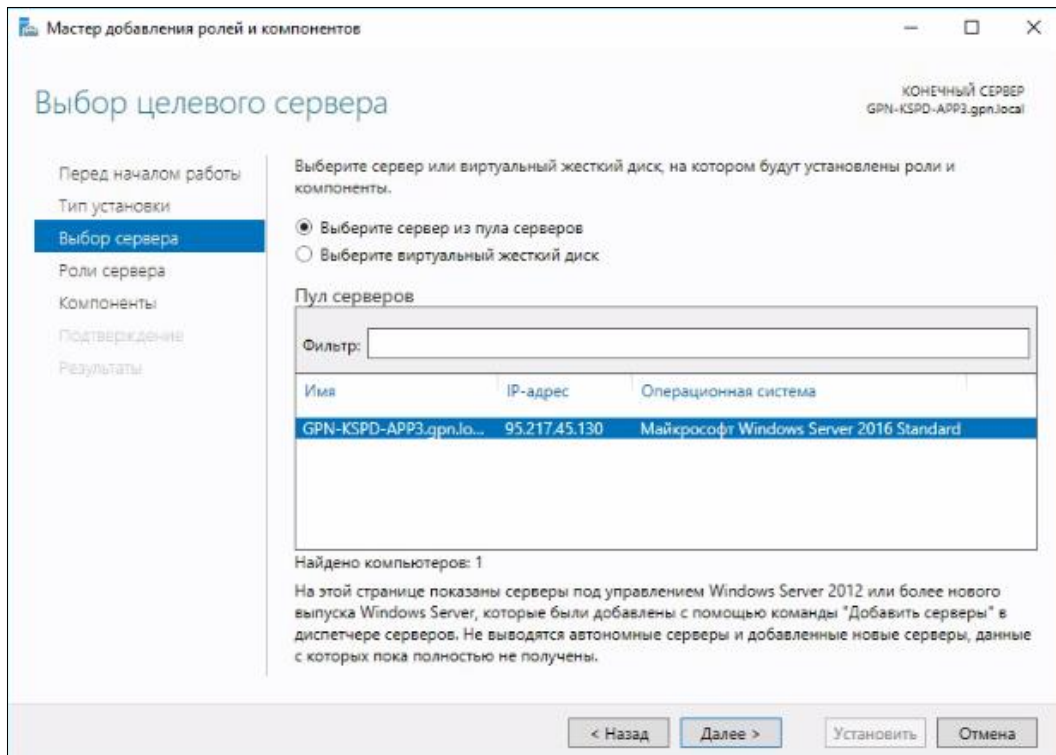 Мастер добавления ролей и компонентов
Выбор целевого сервера
КОНЕЧНЫЙ СЕРВЕР
GPN-KSPD-APP3.gpn.local
Перед началом работы
Тип установки
Выбор сервера
Роли сервера
Компоненты
Подтверждение
Результаты
Выберите сервер или виртуальный жесткий диск, на котором будут установлены роли и
компоненты.
Выберите сервер из пула серверов
Выберите виртуальный жесткий диск
Пул серверов
Фильтр:
Имя IP-адрес Операционная система
GPN-KSPD-APP3.gpn.lo... 95.217.45.130 Майкрософт Windows Server 2016 Standard
Найдено компьютеров: 1
На этой странице показаны серверы под управлением Windows Server 2012 или более нового
выпуска Windows Server, которые были добавлены с помощью команды "Добавить серверы" в
диспетчере серверов. Не выводятся автономные серверы и добавленные новые серверы, данные
с которых пока полностью не получены.
< Назад Далее > Установить Отмена